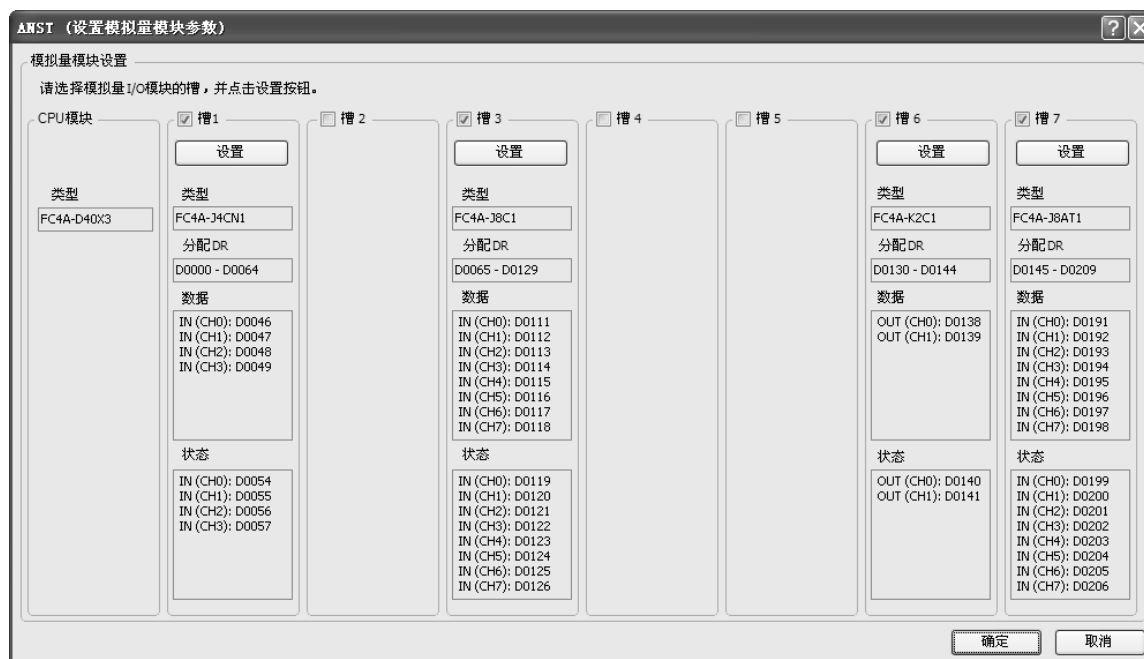 ANST (设置模拟量模块参数)
模拟量模块设置
请选择模拟量I/O模块的槽，并点击设置按钮。
CPU模块
类型
FC4A-D40X3
槽1
设置
类型
FC4A-J4CN1
分配DR
D0000 - D0064
数据
IN (CH0): D0046
IN (CH1): D0047
IN (CH2): D0048
IN (CH3): D0049
状态
IN (CH0): D0054
IN (CH1): D0055
IN (CH2): D0056
IN (CH3): D0057
槽 2
槽 3
设置
类型
FC4A-J8C1
分配DR
D0065 - D0129
数据
IN (CH0): D0111
IN (CH1): D0112
IN (CH2): D0113
IN (CH3): D0114
IN (CH4): D0115
IN (CH5): D0116
IN (CH6): D0117
IN (CH7): D0118
状态
IN (CH0): D0119
IN (CH1): D0120
IN (CH2): D0121
IN (CH3): D0122
IN (CH4): D0123
IN (CH5): D0124
IN (CH6): D0125
IN (CH7): D0126
槽 4
槽 5
槽 6
设置
类型
FC4A-K2C1
分配DR
D0130 - D0144
数据
OUT (CH0): D0138
OUT (CH1): D0139
状态
OUT (CH0): D0140
OUT (CH1): D0141
槽 7
设置
类型
FC4A-J8AT1
分配DR
D0145 - D0209
数据
IN (CH0): D0191
IN (CH1): D0192
IN (CH2): D0193
IN (CH3): D0194
IN (CH4): D0195
IN (CH5): D0196
IN (CH6): D0197
IN (CH7): D0198
状态
IN (CH0): D0199
IN (CH1): D0200
IN (CH2): D0201
IN (CH3): D0202
IN (CH4): D0203
IN (CH5): D0204
IN (CH6): D0205
IN (CH7): D0206
确定
取消